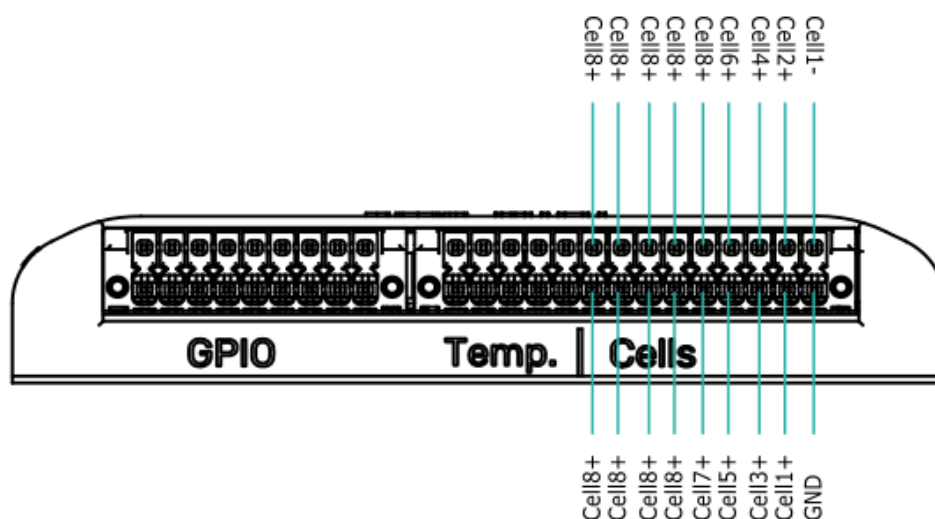 Cell8+
Cell8+
Cell8+
Cell8+
Cell8+
Cell6+
Cell4+
Cell2+
Cell1-
GPIO
Temp.
Cells
Cell8+
Cell8+
Cell8+
Cell8+
Cell7+
Cell5+
Cell3+
Cell1+
GND